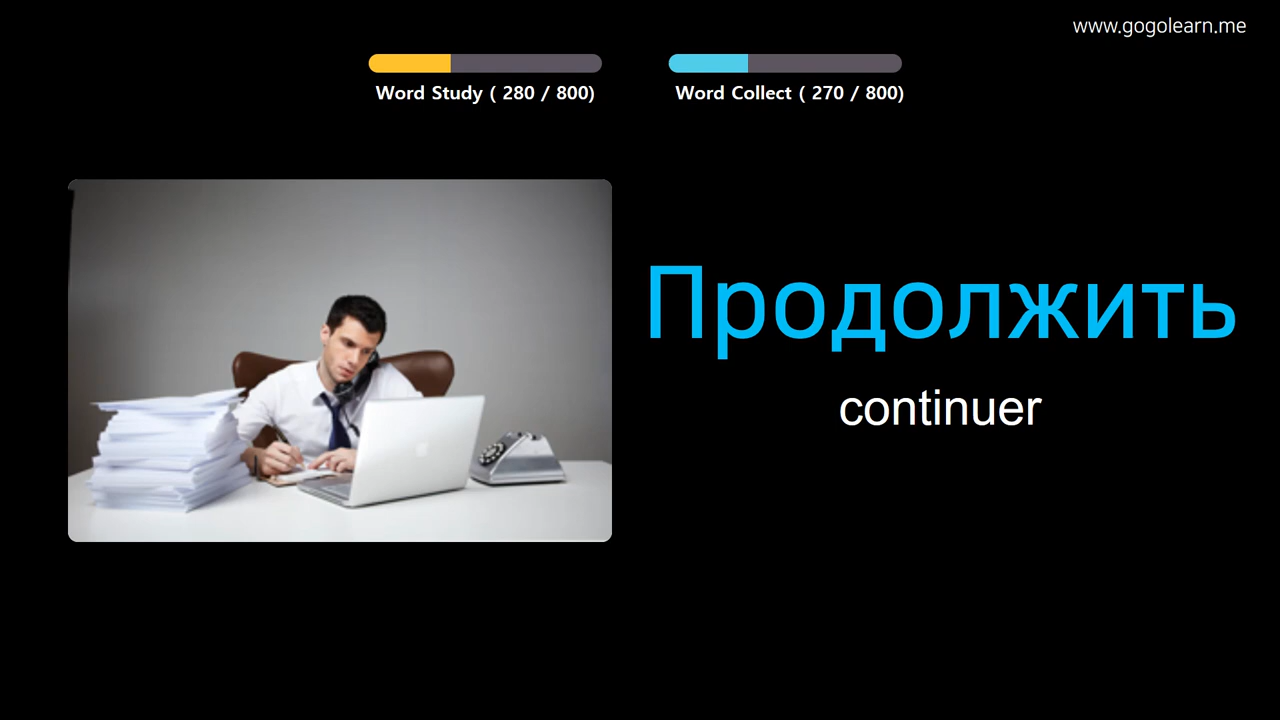 www.gogolearn.me
Word Study ( 280 / 800)
Word Collect ( 270 / 800)
Продолжить
continuer